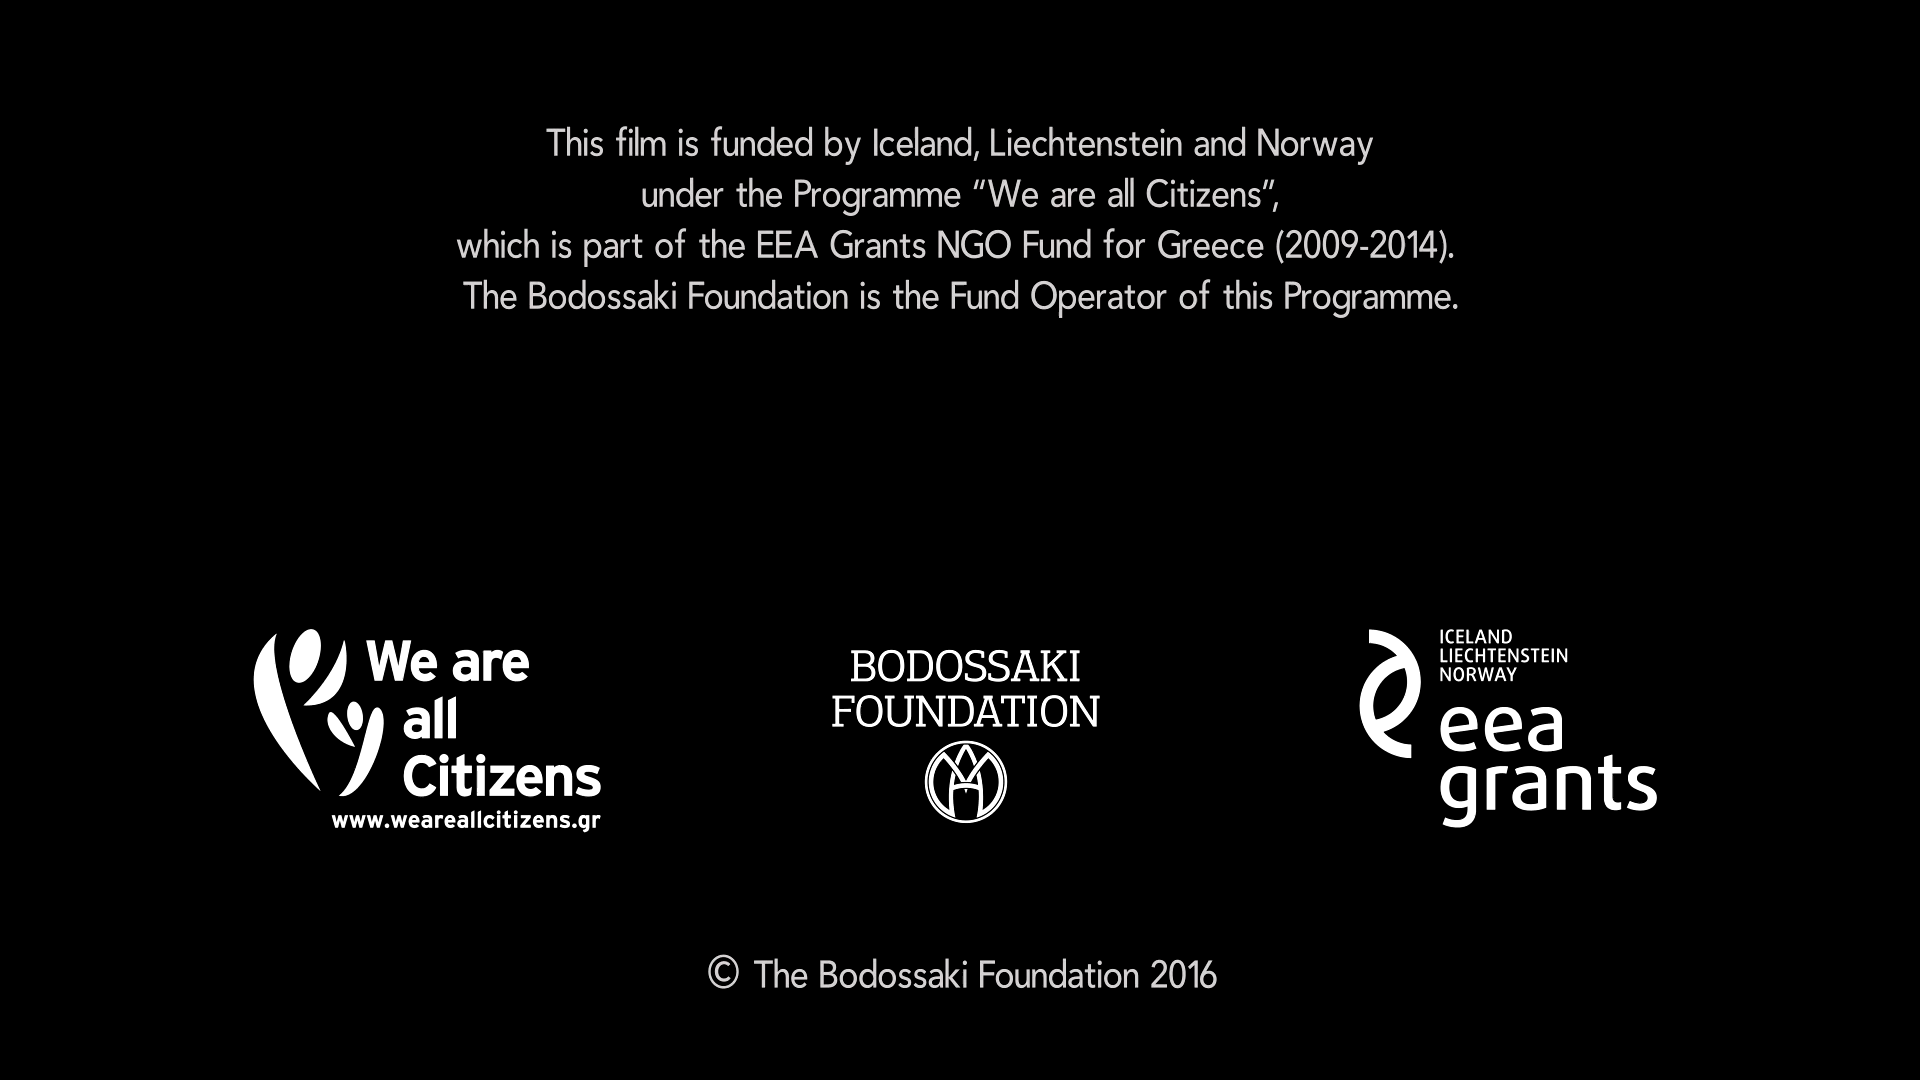 This film is funded by Iceland, Liechtenstein and Norway
under the Programme “We are all Citizens”,
which is part of the EEA Grants NGO Fund for Greece (2009-2014).
The Bodossaki Foundation is the Fund Operator of this Programme.
We are
all
Citizens
www.weareallcitizens.gr
BODOSSAKI
FOUNDATION
ICELAND
LIECHTENSTEIN
NORWAY
eea
grants
© The Bodossaki Foundation 2016